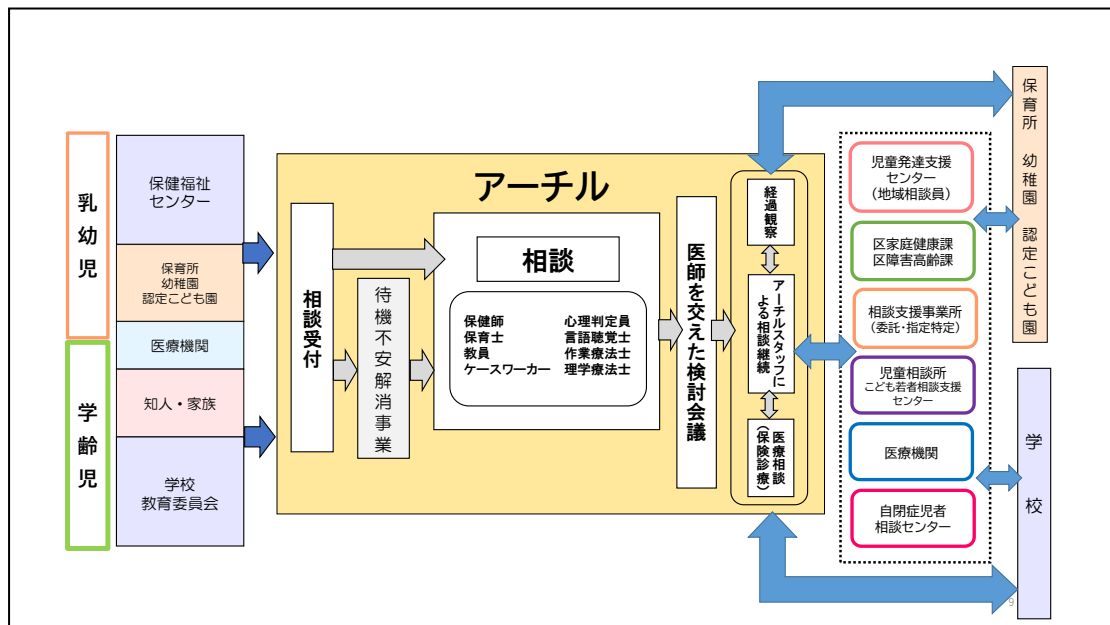 乳幼児
学齢児
保健福祉
センター
保育所
幼稚園
認定こども園
医療機関
知人・家族
学校
教育委員会
アーチル
相談受付
待機不安解消事業
相談
保健師 心理判定員
保育士 言語聴覚士
教員 作業療法士
ケースワーカー 理学療法士
医師を交えた検討会議
経過観察
アーチルスタッフに
よる相談継続
医療相談
(保険診療)
児童発達支援
センター
(地域相談員)
区家庭健康課
区障害高齢課
相談支援事業所
(委託・指定特定)
児童相談所
こども若者相談支援
センター
医療機関
自閉症児者
相談センター
保育所 幼稚園 認定こども園
学校
9